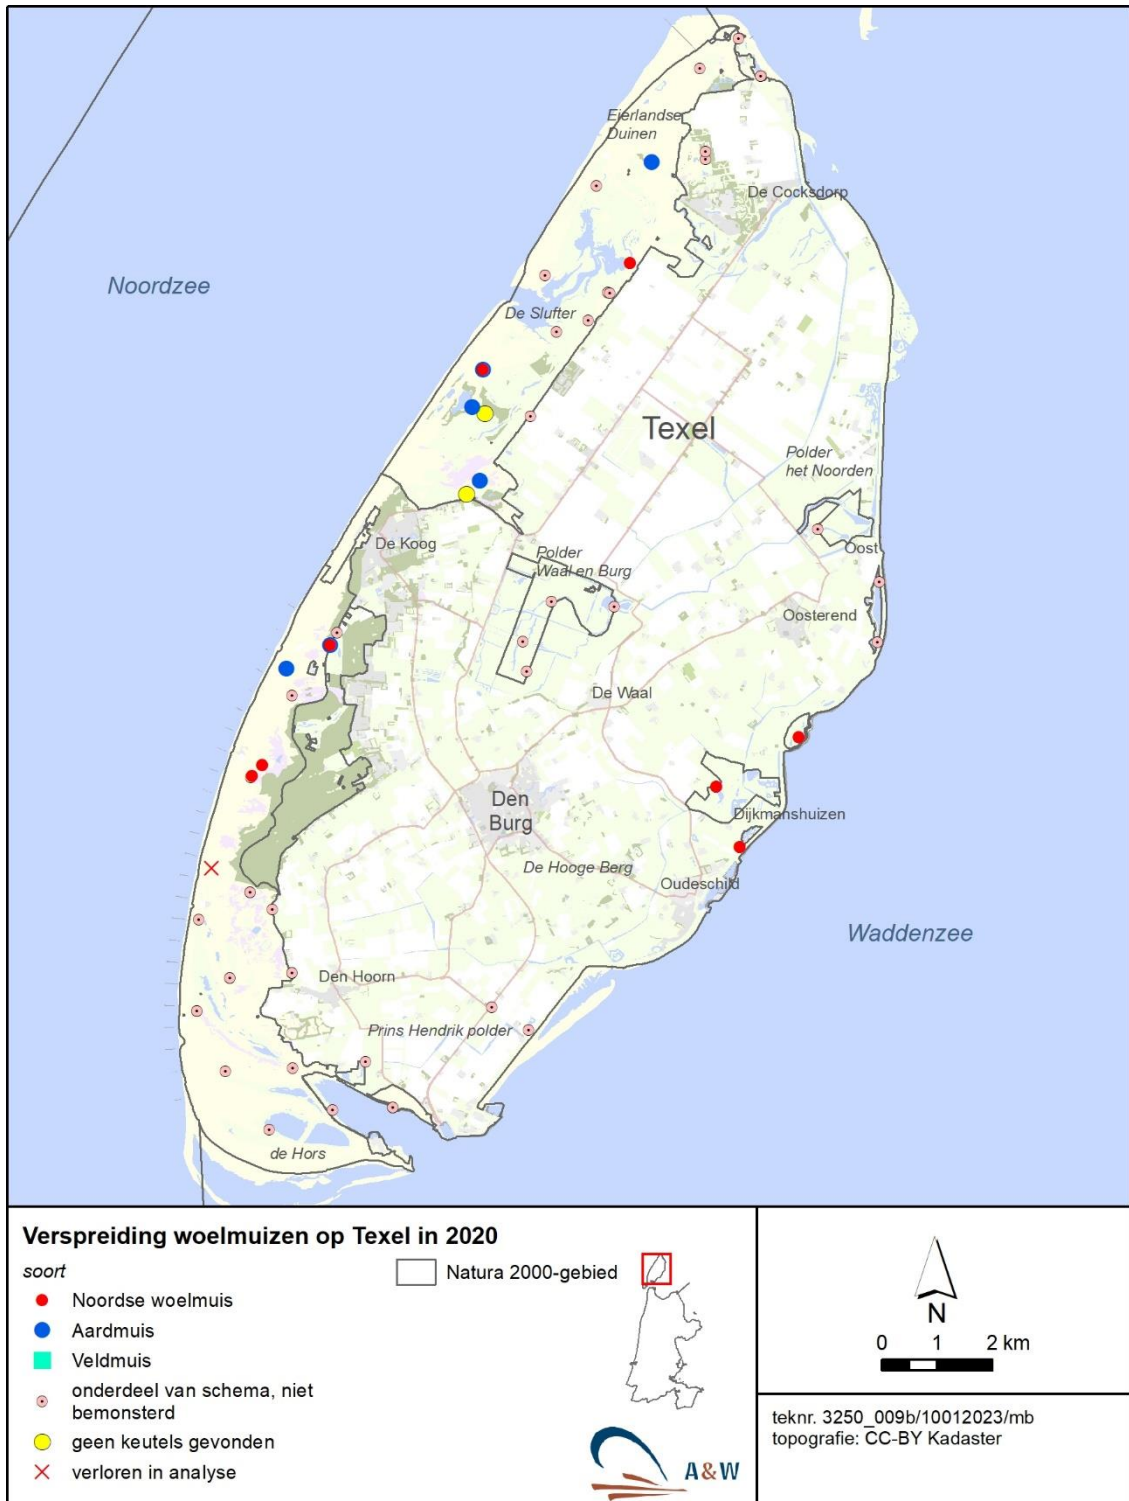 Eierlandse
Duinen
De Cocksdorp
Noordzee
De Slufter
Texel
Polder
het Noorden
De Koog
Polder
Waal en Burg
Oost
Oosterend
De Waal
Den
Burg
Dijkmanshuizen
De Hooge Berg
Oudeschild
Waddenzee
Den Hoorn
Prins Hendrik polder
de Hors
Verspreiding woelmuizen op Texel in 2020
soort
Noordse woelmuis
Aardmuis
Veldmuis
onderdeel van schema, niet
bemonsterd
geen keutels gevonden
verloren in analyse
Natura 2000-gebied
A&W
N
0 1 2 km
teknr. 3250_009b/10012023/mb
topografie: CC-BY Kadaster